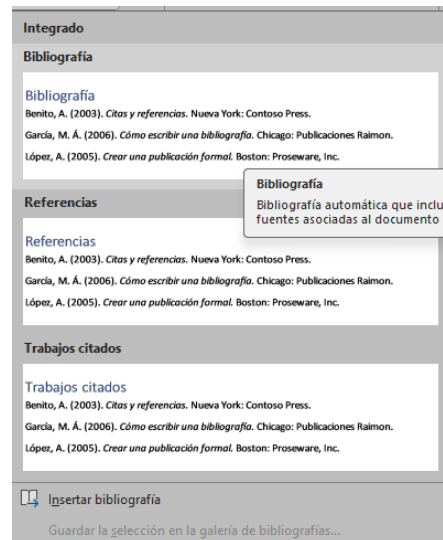 Integrado
Bibliografía
Bibliografía
Benito, A. (2003). Citas y referencias. Nueva York: Contoso Press.
García, M. Á. (2006). Cómo escribir una bibliografía. Chicago: Publicaciones Raimon.
López, A. (2005). Crear una publicación formal. Boston: Proseware, Inc.
Bibliografía
Bibliografía automática que inclu
fuentes asociadas al documento
Referencias
Referencias
Benito, A. (2003). Citas y referencias. Nueva York: Contoso Press.
García, M. Á. (2006). Cómo escribir una bibliografía. Chicago: Publicaciones Raimon.
López, A. (2005). Crear una publicación formal. Boston: Proseware, Inc.
Trabajos citados
Trabajos citados
Benito, A. (2003). Citas y referencias. Nueva York: Contoso Press.
García, M. Á. (2006). Cómo escribir una bibliografía. Chicago: Publicaciones Raimon.
López, A. (2005). Crear una publicación formal. Boston: Proseware, Inc.
Insertar bibliografía
Guardar la selección en la galería de bibliografías...